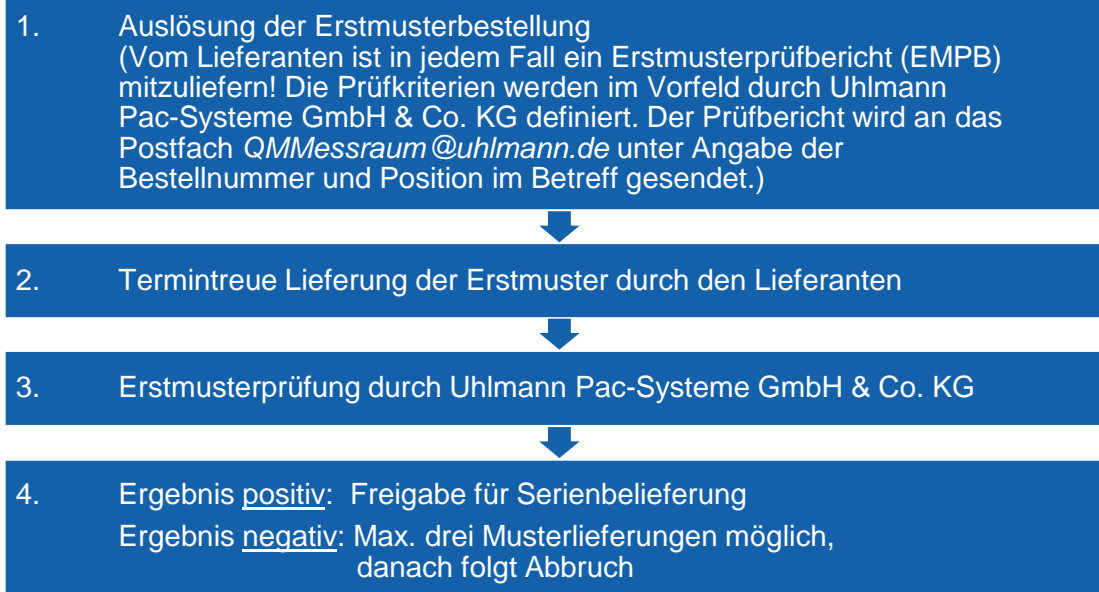 1. Auslösung der Erstmusterbestellung
(Vom Lieferanten ist in jedem Fall ein Erstmusterprüfbericht (EMPB)
mitzuliefern! Die Prüfkriterien werden im Vorfeld durch Uhlmann
Pac-Systeme GmbH & Co. KG definiert. Der Prüfbericht wird an das
Postfach QMMessraum@uhlmann.de unter Angabe der
Bestellnummer und Position im Betreff gesendet.)
2. Termintreue Lieferung der Erstmuster durch den Lieferanten
3. Erstmusterprüfung durch Uhlmann Pac-Systeme GmbH & Co. KG
4. Ergebnis positiv: Freigabe für Serienbelieferung
Ergebnis negativ: Max. drei Musterlieferungen möglich,
danach folgt Abbruch